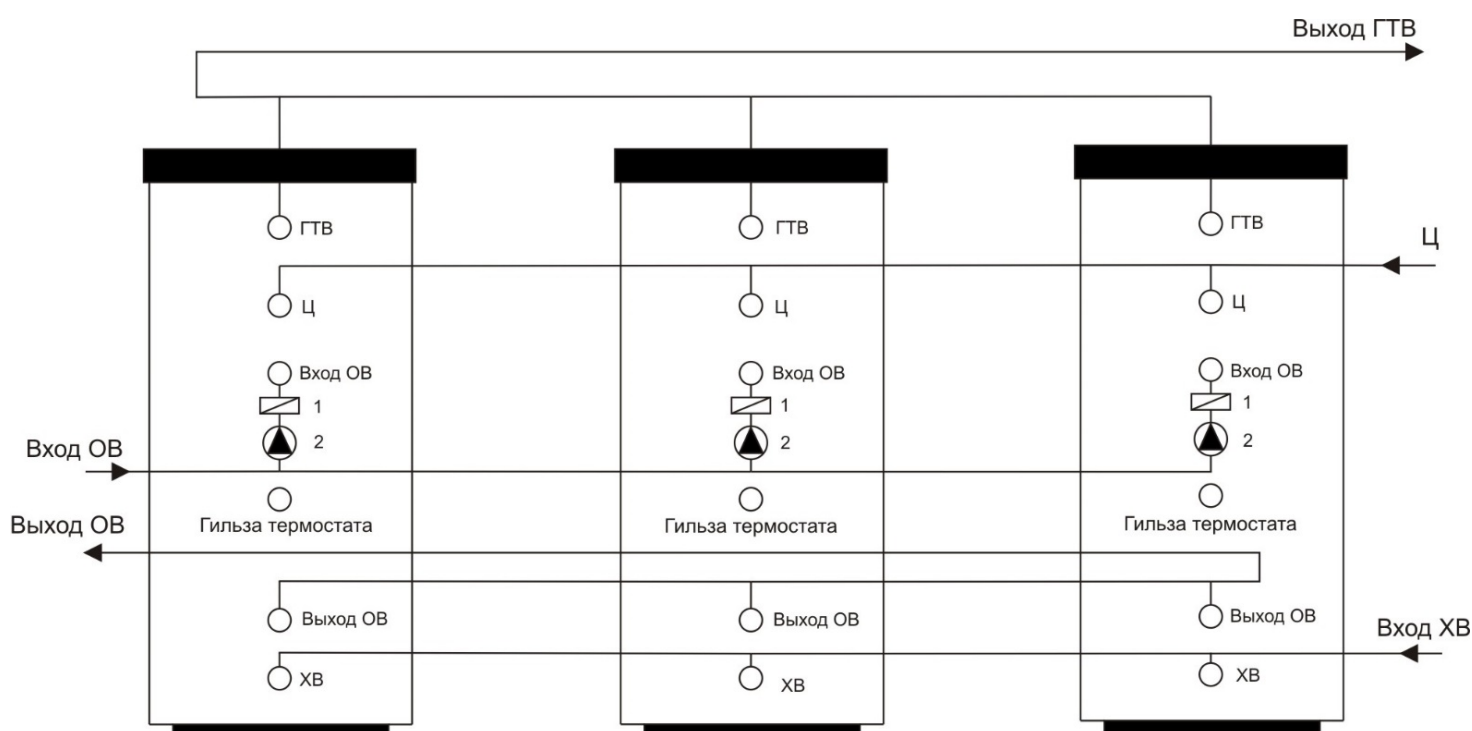 Выход ГТВ
ГТВ
ГТВ
ГТВ
Ц
Ц
Ц
Ц
Вход ОВ
Вход ОВ
Вход ОВ
1
1
1
Вход ОВ
2
2
2
Выход ОВ
Гильза термостата
Гильза термостата
Гильза термостата
Выход ОВ
Выход ОВ
Выход ОВ
Вход ХВ
ХВ
ХВ
ХВ